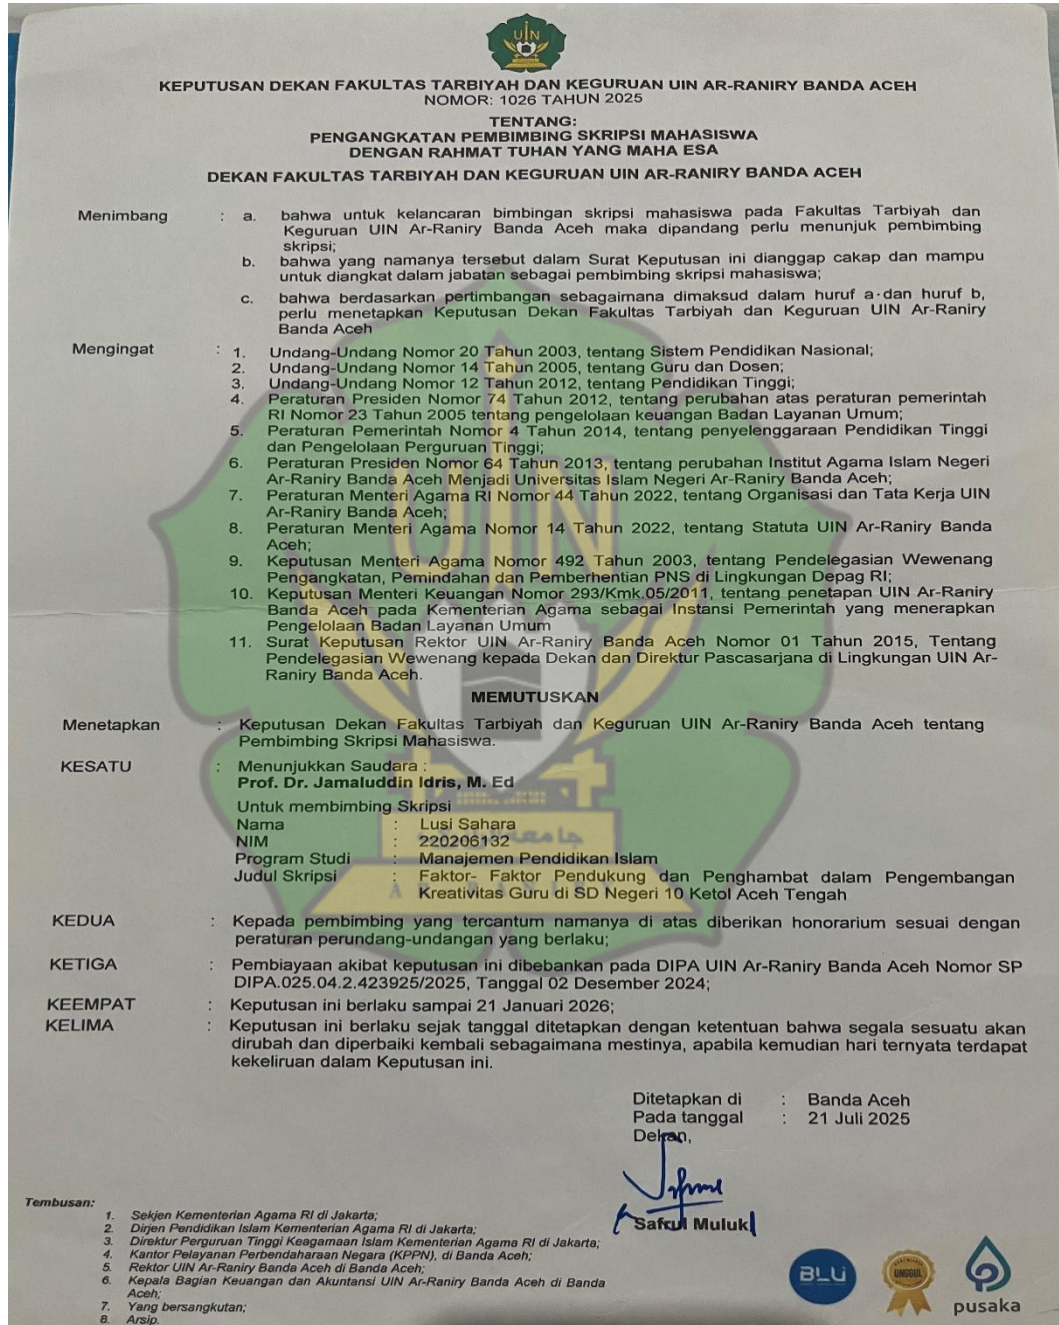 UIN
KEPUTUSAN DEKAN FAKULTAS TARBIYAH DAN KEGURUAN UIN AR-RANIRY BANDA ACEH
NOMOR: 1026 TAHUN 2025
TENTANG:
PENGANGKATAN PEMBIMBING SKRIPSI MAHASISWA
DENGAN RAHMAT TUHAN YANG MAHA ESA
DEKAN FAKULTAS TARBIYAH DAN KEGURUAN UIN AR-RANIRY BANDA ACEH
Menimbang : a. bahwa untuk kelancaran bimbingan skripsi mahasiswa pada Fakultas Tarbiyah dan
Keguruan UIN Ar-Raniry Banda Aceh maka dipandang perlu menunjuk pembimbing
skripsi;
b. bahwa yang namanya tersebut dalam Surat Keputusan ini dianggap cakap dan mampu
untuk diangkat dalam jabatan sebagai pembimbing skripsi mahasiswa;
c. bahwa berdasarkan pertimbangan sebagaimana dimaksud dalam huruf a dan huruf b,
perlu menetapkan Keputusan Dekan Fakultas Tarbiyah dan Keguruan UIN Ar-Raniry
Banda Aceh
Mengingat : 1. Undang-Undang Nomor 20 Tahun 2003, tentang Sistem Pendidikan Nasional;
2. Undang-Undang Nomor 14 Tahun 2005, tentang Guru dan Dosen;
3. Undang-Undang Nomor 12 Tahun 2012, tentang Pendidikan Tinggi;
4. Peraturan Presiden Nomor 74 Tahun 2012, tentang perubahan atas peraturan pemerintah
RI Nomor 23 Tahun 2005 tentang pengelolaan keuangan Badan Layanan Umum;
5. Peraturan Pemerintah Nomor 4 Tahun 2014, tentang penyelenggaraan Pendidikan Tinggi
dan Pengelolaan Perguruan Tinggi;
6. Peraturan Presiden Nomor 64 Tahun 2013, tentang perubahan Institut Agama Islam Negeri
Ar-Raniry Banda Aceh Menjadi Universitas Islam Negeri Ar-Raniry Banda Aceh;
7. Peraturan Menteri Agama RI Nomor 44 Tahun 2022, tentang Organisasi dan Tata Kerja UIN
Ar-Raniry Banda Aceh;
8. Peraturan Menteri Agama Nomor 14 Tahun 2022, tentang Statuta UIN Ar-Raniry Banda
Aceh;
9. Keputusan Menteri Agama Nomor 492 Tahun 2003, tentang Pendelegasian Wewenang
Pengangkatan, Pemindahan dan Pemberhentian PNS di Lingkungan Depag RI;
10. Keputusan Menteri Keuangan Nomor 293/Kmk.05/2011, tentang penetapan UIN Ar-Raniry
Banda Aceh pada Kementerian Agama sebagai Instansi Pemerintah yang menerapkan
Pengelolaan Badan Layanan Umum
11. Surat Keputusan Rektor UIN Ar-Raniry Banda Aceh Nomor 01 Tahun 2015, Tentang
Pendelegasian Wewenang kepada Dekan dan Direktur Pascasarjana di Lingkungan UIN Ar-
Raniry Banda Aceh.
MEMUTUSKAN
Menetapkan : Keputusan Dekan Fakultas Tarbiyah dan Keguruan UIN Ar-Raniry Banda Aceh tentang
Pembimbing Skripsi Mahasiswa.
KESATU : Menunjukkan Saudara :
Prof. Dr. Jamaluddin Idris, M. Ed
Untuk membimbing Skripsi
Nama : Lusi Sahara
NIM : 220206132
Program Studi : Manajemen Pendidikan Islam
Judul Skripsi : Faktor- Faktor Pendukung dan Penghambat dalam Pengembangan
Kreativitas Guru di SD Negeri 10 Ketol Aceh Tengah
KEDUA : Kepada pembimbing yang tercantum namanya di atas diberikan honorarium sesuai dengan
peraturan perundang-undangan yang berlaku;
KETIGA : Pembiayaan akibat keputusan ini dibebankan pada DIPA UIN Ar-Raniry Banda Aceh Nomor SP
DIPA.025.04.2.423925/2025, Tanggal 02 Desember 2024;
KEEMPAT : Keputusan ini berlaku sampai 21 Januari 2026;
KELIMA : Keputusan ini berlaku sejak tanggal ditetapkan dengan ketentuan bahwa segala sesuatu akan
dirubah dan diperbaiki kembali sebagaimana mestinya, apabila kemudian hari ternyata terdapat
kekeliruan dalam Keputusan ini.
Ditetapkan di : Banda Aceh
Pada tanggal : 21 Juli 2025
Dekan,
Safrul Muluk
Tembusan:
1. Sekjen Kementerian Agama RI di Jakarta;
2. Dirjen Pendidikan Islam Kementerian Agama RI di Jakarta;
3. Direktur Perguruan Tinggi Keagamaan Islam Kementerian Agama RI di Jakarta;
4. Kantor Pelayanan Perbendaharaan Negara (KPPN), di Banda Aceh;
5. Rektor UIN Ar-Raniry Banda Aceh di Banda Aceh;
6. Kepala Bagian Keuangan dan Akuntansi UIN Ar-Raniry Banda Aceh di Banda
Aceh;
7. Yang bersangkutan;
8. Arsip.
BLU
UNGGUL
pusaka